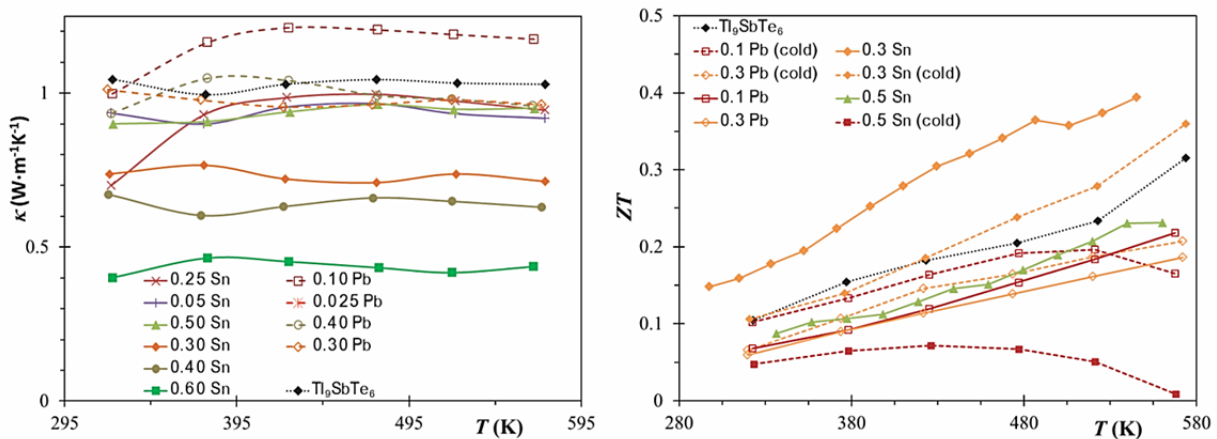 κ (W·m⁻¹K⁻¹)
1
0.5
0
0.25 Sn
0.05 Sn
0.50 Sn
0.30 Sn
0.40 Sn
0.60 Sn
0.10 Pb
0.025 Pb
0.40 Pb
0.30 Pb
Tl₉SbTe₆
295
395
495
595
T (K)
ZT
0.5
0.4
0.3
0.2
0.1
0
Tl₉SbTe₆
0.1 Pb (cold)
0.3 Pb (cold)
0.1 Pb
0.3 Pb
0.3 Sn
0.3 Sn (cold)
0.5 Sn
0.5 Sn (cold)
280
380
480
580
T (K)